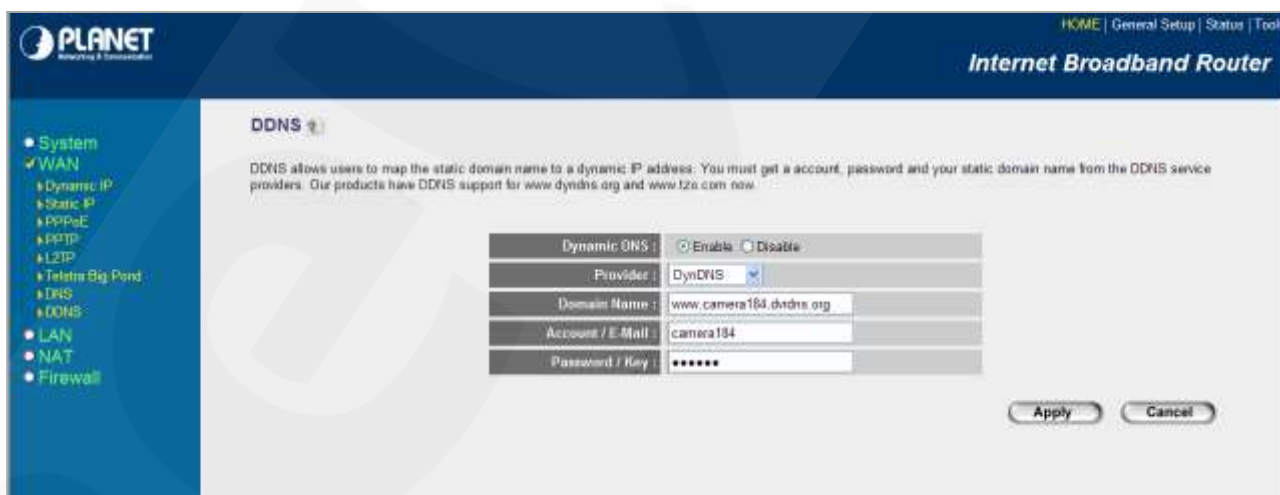 PLANET
Networking & Communication
HOME | General Setup | Status | Tool
Internet Broadband Router
System
WAN
Dynamic IP
Static IP
PPPoE
PPTP
L2TP
Telstra Big Pond
DNS
DDNS
LAN
NAT
Firewall
DDNS
DDNS allows users to map the static domain name to a dynamic IP address. You must get a account, password and your static domain name from the DDNS service
providers. Our products have DDNS support for www.dyndns.org and www.tzo.com now.
Dynamic DNS : Enable Disable
Provider : DynDNS
Domain Name : www.camera184.dvrdns.org
Account / E-Mail : camera184
Password / Key : ••••••
Apply Cancel